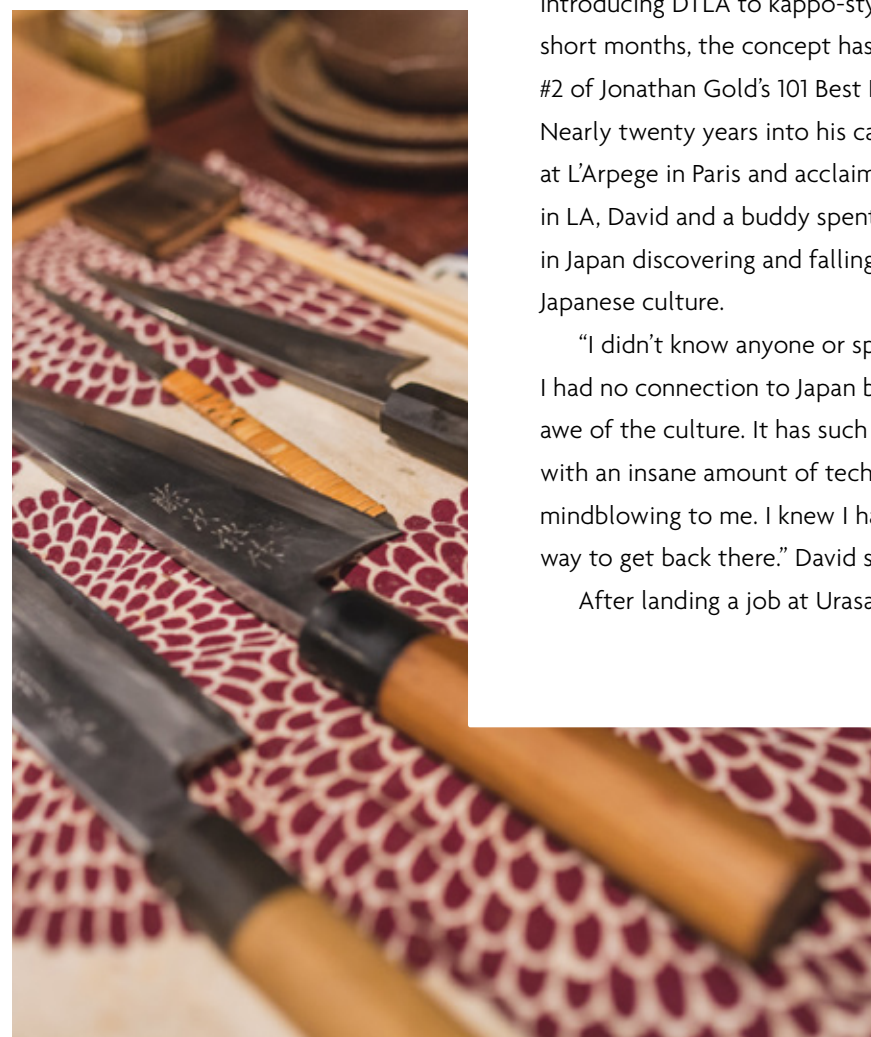 introducing DTLA to kappo-sty
short months, the concept has
#2 of Jonathan Gold's 101 Best
Nearly twenty years into his ca
at L'Arpege in Paris and acclaim
in LA, David and a buddy spent
in Japan discovering and falling
Japanese culture.
"I didn't know anyone or sp
I had no connection to Japan b
awe of the culture. It has such
with an insane amount of tech
mindblowing to me. I knew I ha
way to get back there." David s
After landing a job at Urasa